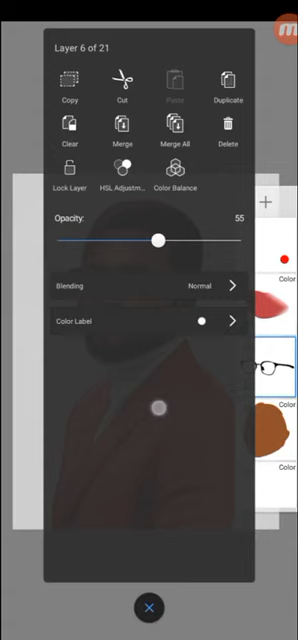 Layer 6 of 21
Copy Cut Paste Duplicate
Clear Merge Merge All Delete
Lock Layer HSL Adjustm... Color Balance
Opacity: 55
Blending Normal
Color Label
Color
Color
Color